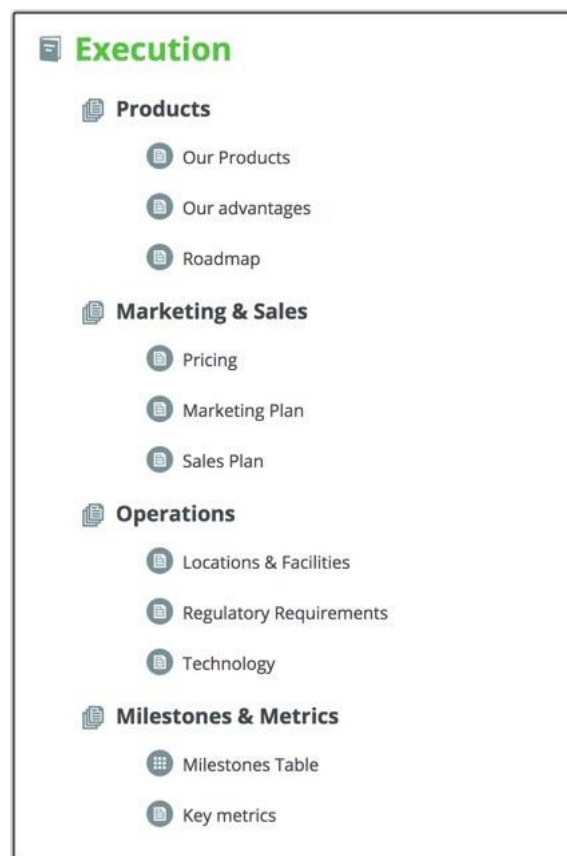 Execution
Products
Our Products
Our advantages
Roadmap
Marketing & Sales
Pricing
Marketing Plan
Sales Plan
Operations
Locations & Facilities
Regulatory Requirements
Technology
Milestones & Metrics
Milestones Table
Key metrics